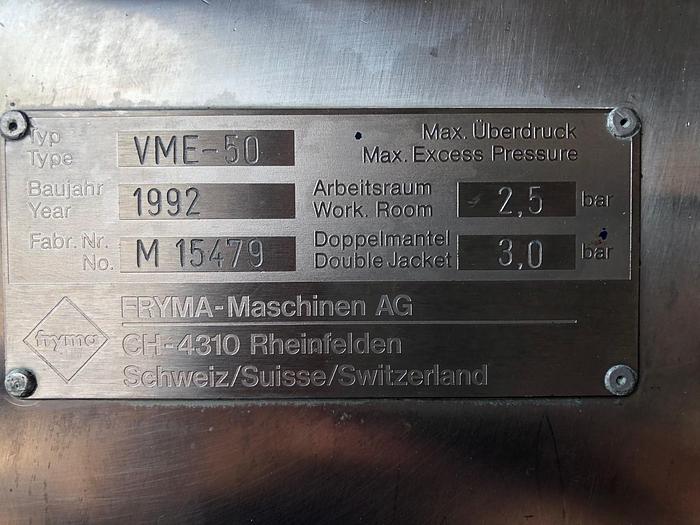 Typ
Type VME-50
Max. Überdruck
Max. Excess Pressure
Baujahr
Year 1992
Arbeitsraum
Work. Room 2,5 bar
Fabr. Nr.
No. M 15479
Doppelmantel
Double Jacket 3,0 bar
fryma
FRYMA-Maschinen AG
CH-4310 Rheinfelden
Schweiz/Suisse/Switzerland